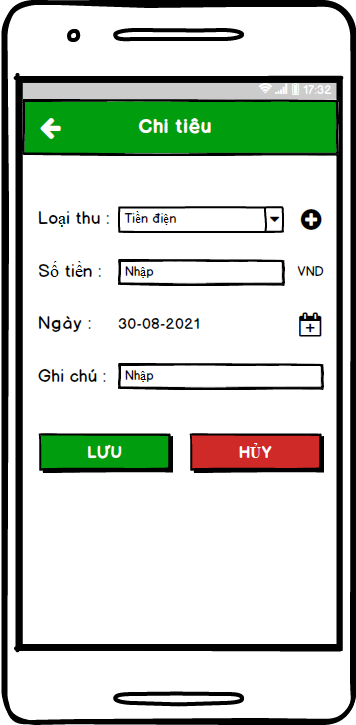 17:32
Chi tiêu
Loại thu : Tiền điện
Số tiền : Nhập VND
Ngày : 30-08-2021
Ghi chú : Nhập
LƯU HỦY